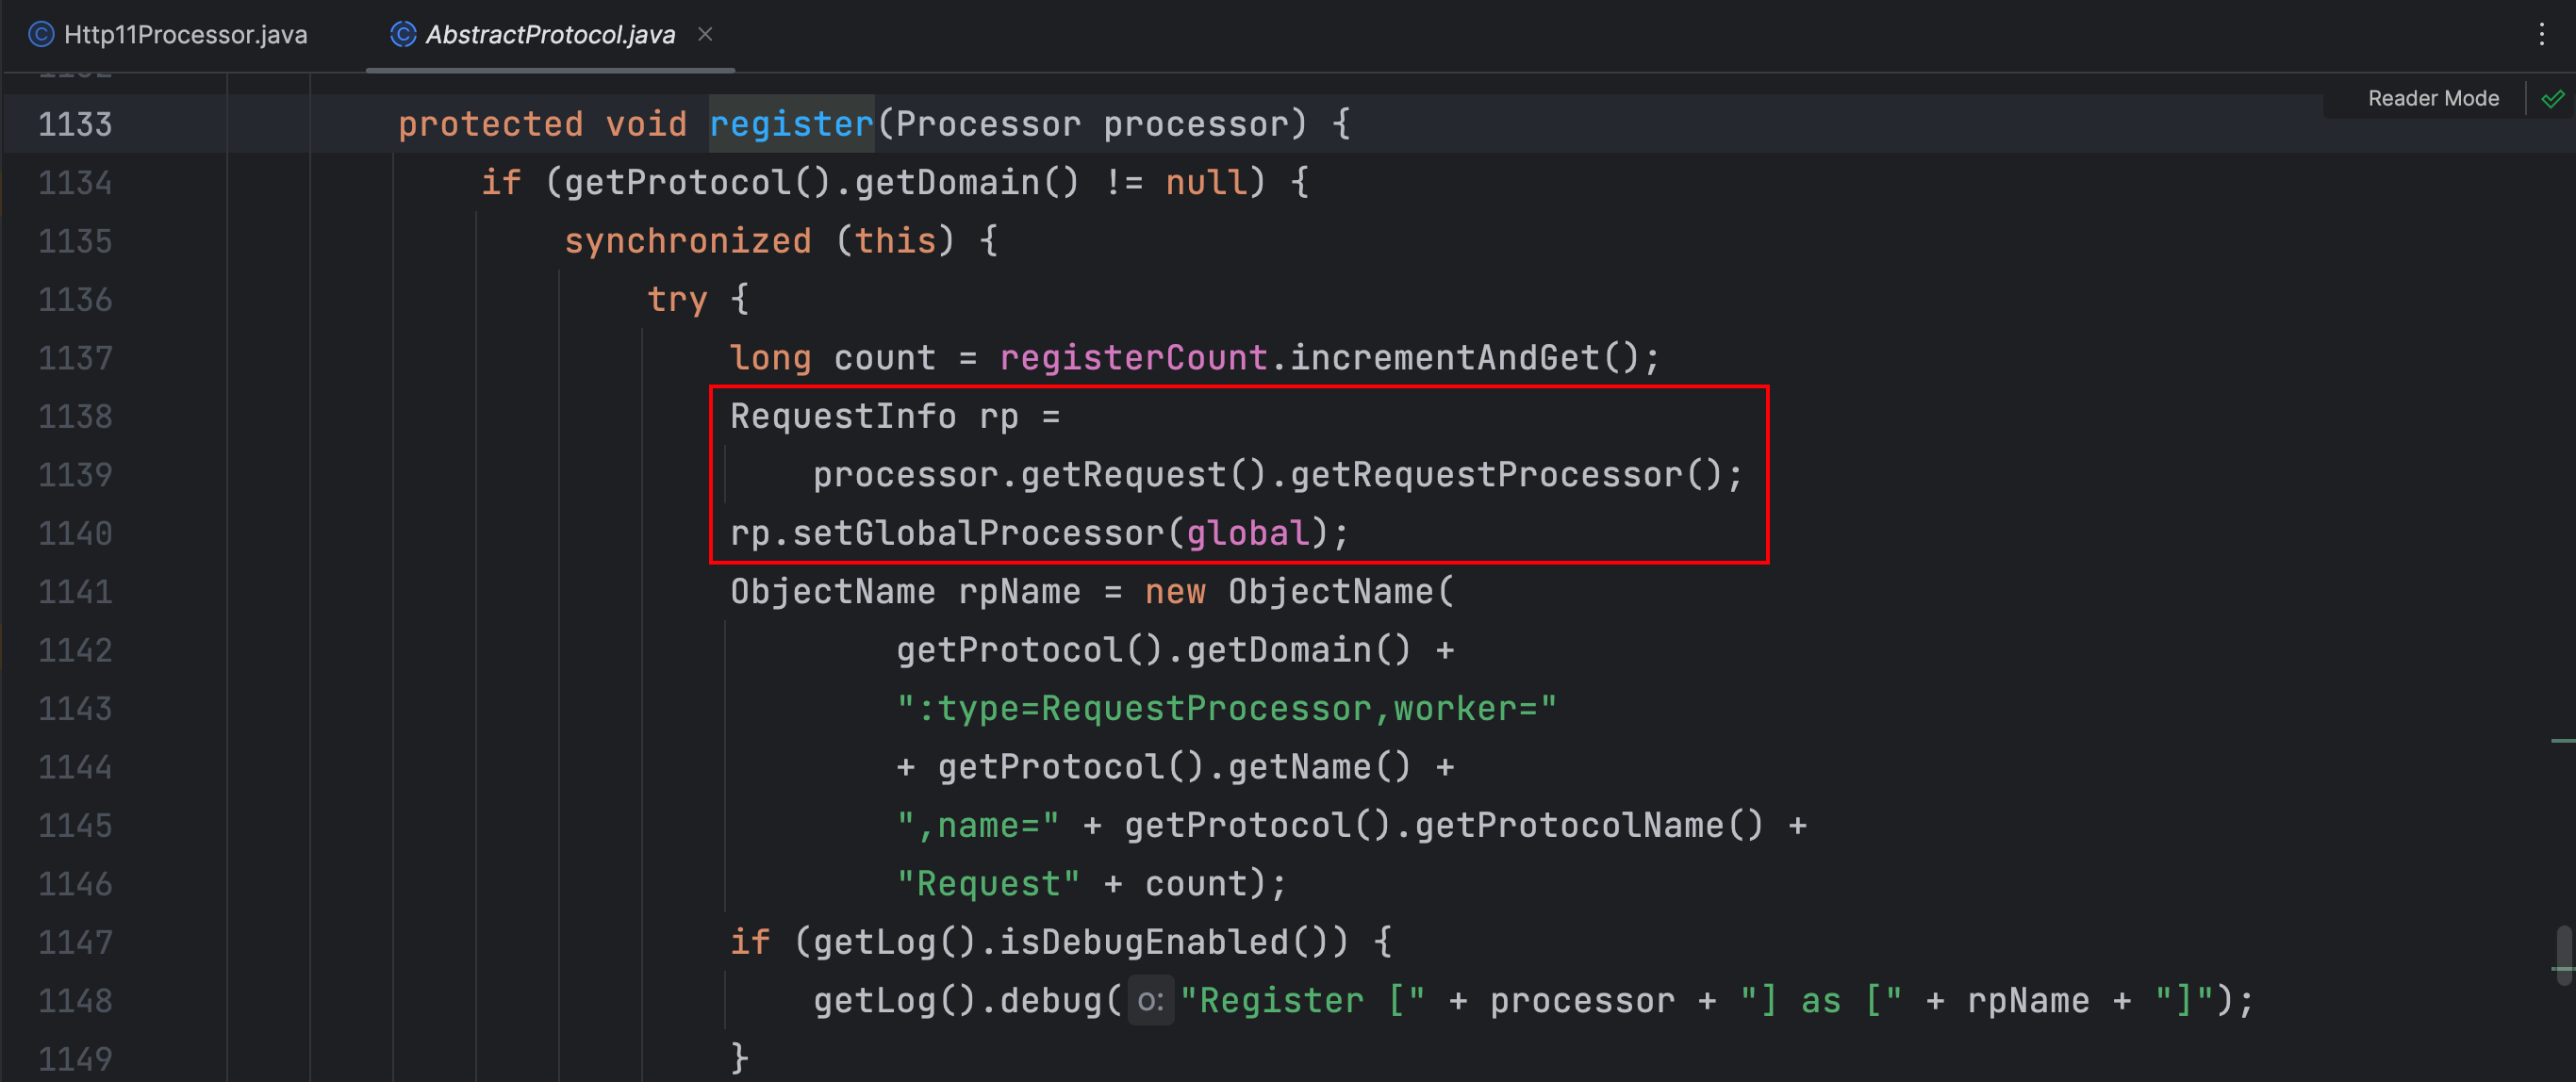 Http11Processor.java AbstractProtocol.java
Reader Mode
1133 protected void register(Processor processor) {
1134 if (getProtocol().getDomain() != null) {
1135 synchronized (this) {
1136 try {
1137 long count = registerCount.incrementAndGet();
1138 RequestInfo rp =
1139 processor.getRequest().getRequestProcessor();
1140 rp.setGlobalProcessor(global);
1141 ObjectName rpName = new ObjectName(
1142 getProtocol().getDomain() +
1143 ":type=RequestProcessor,worker="
1144 + getProtocol().getName() +
1145 ",name=" + getProtocol().getProtocolName() +
1146 "Request" + count);
1147 if (getLog().isDebugEnabled()) {
1148 getLog().debug( o: "Register [" + processor + "] as [" + rpName + "]");
1149 }